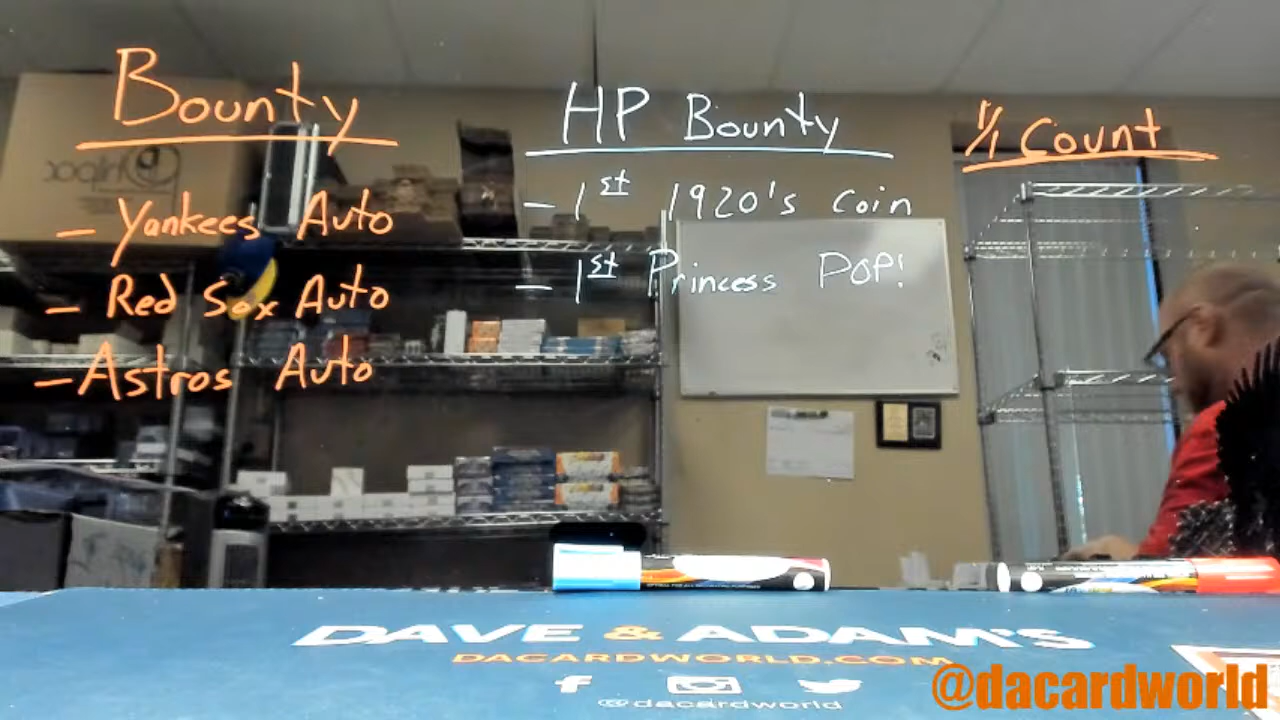 Bounty
- Yankees Auto
- Red Sox Auto
- Astros Auto
HP Bounty
- 1st 1920's Coin
- 1st Princess POP!
1/1 Count
DAVE & ADAM'S
DACARDWORLD.COM
@dacardworld
@dacardworld